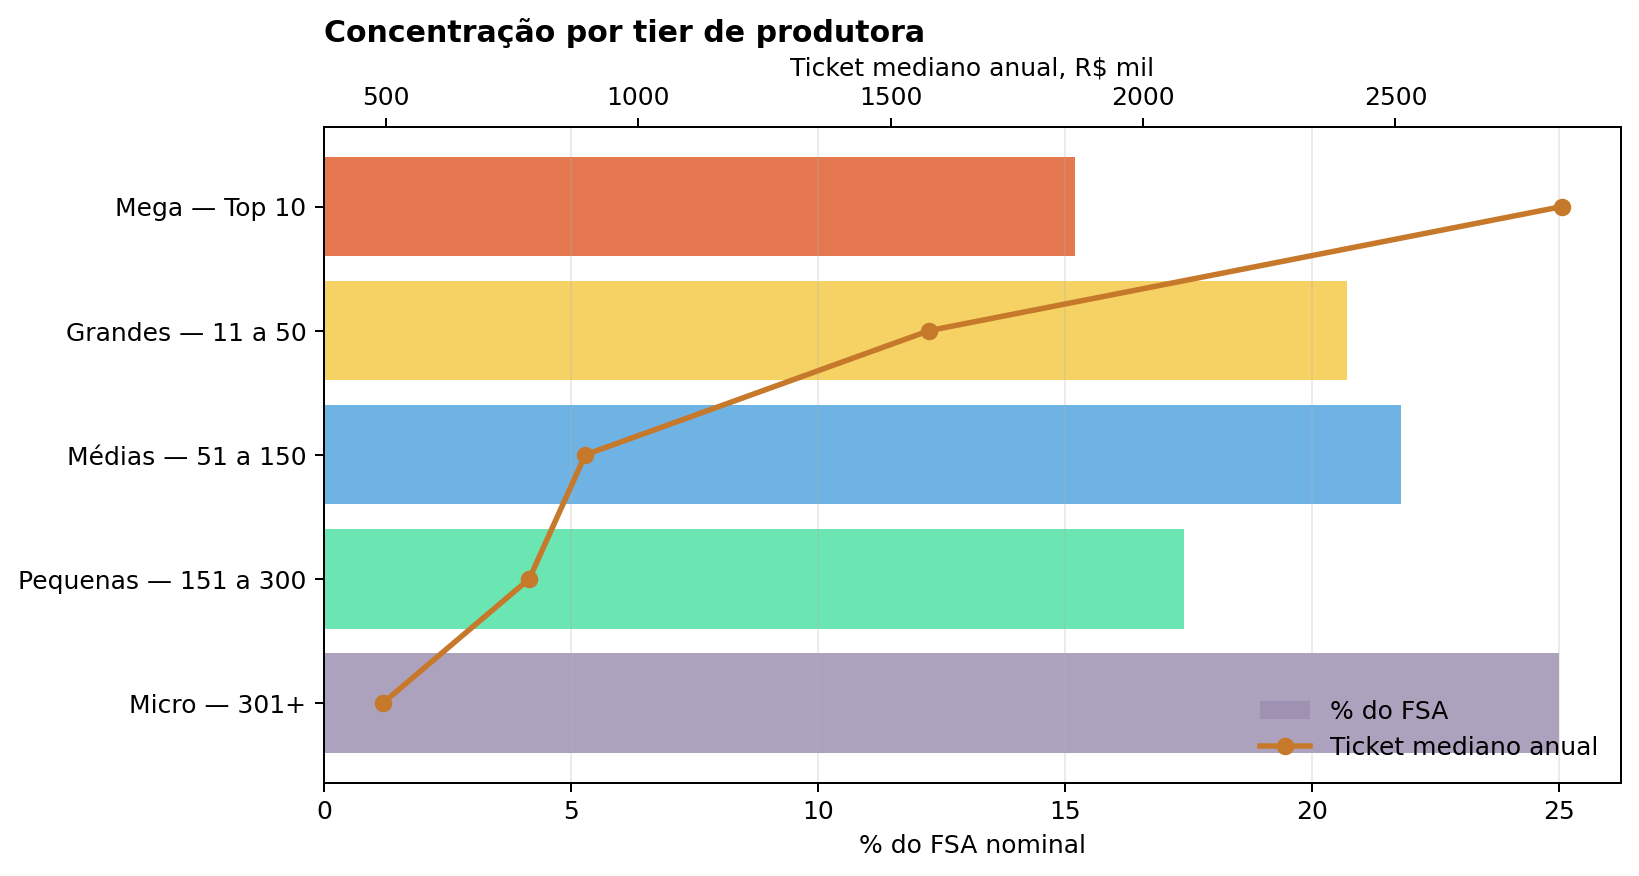 Concentração por tier de produtora
Ticket mediano anual, R$ mil
500 1000 1500 2000 2500
Mega — Top 10
Grandes — 11 a 50
Médias — 51 a 150
Pequenas — 151 a 300
Micro — 301+
% do FSA
Ticket mediano anual
0 5 10 15 20 25
% do FSA nominal